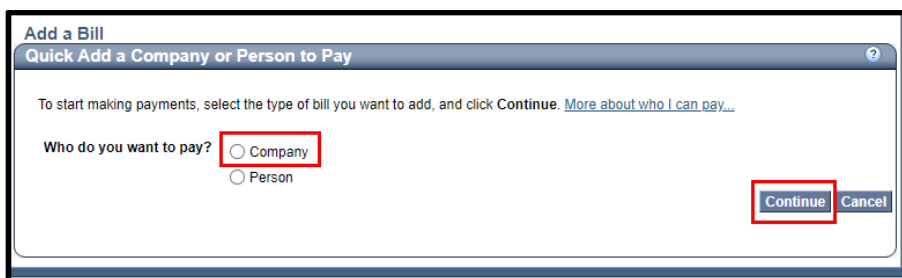 Add a Bill
Quick Add a Company or Person to Pay ?
To start making payments, select the type of bill you want to add, and click Continue. More about who I can pay...
Who do you want to pay? Company
Person
Continue Cancel